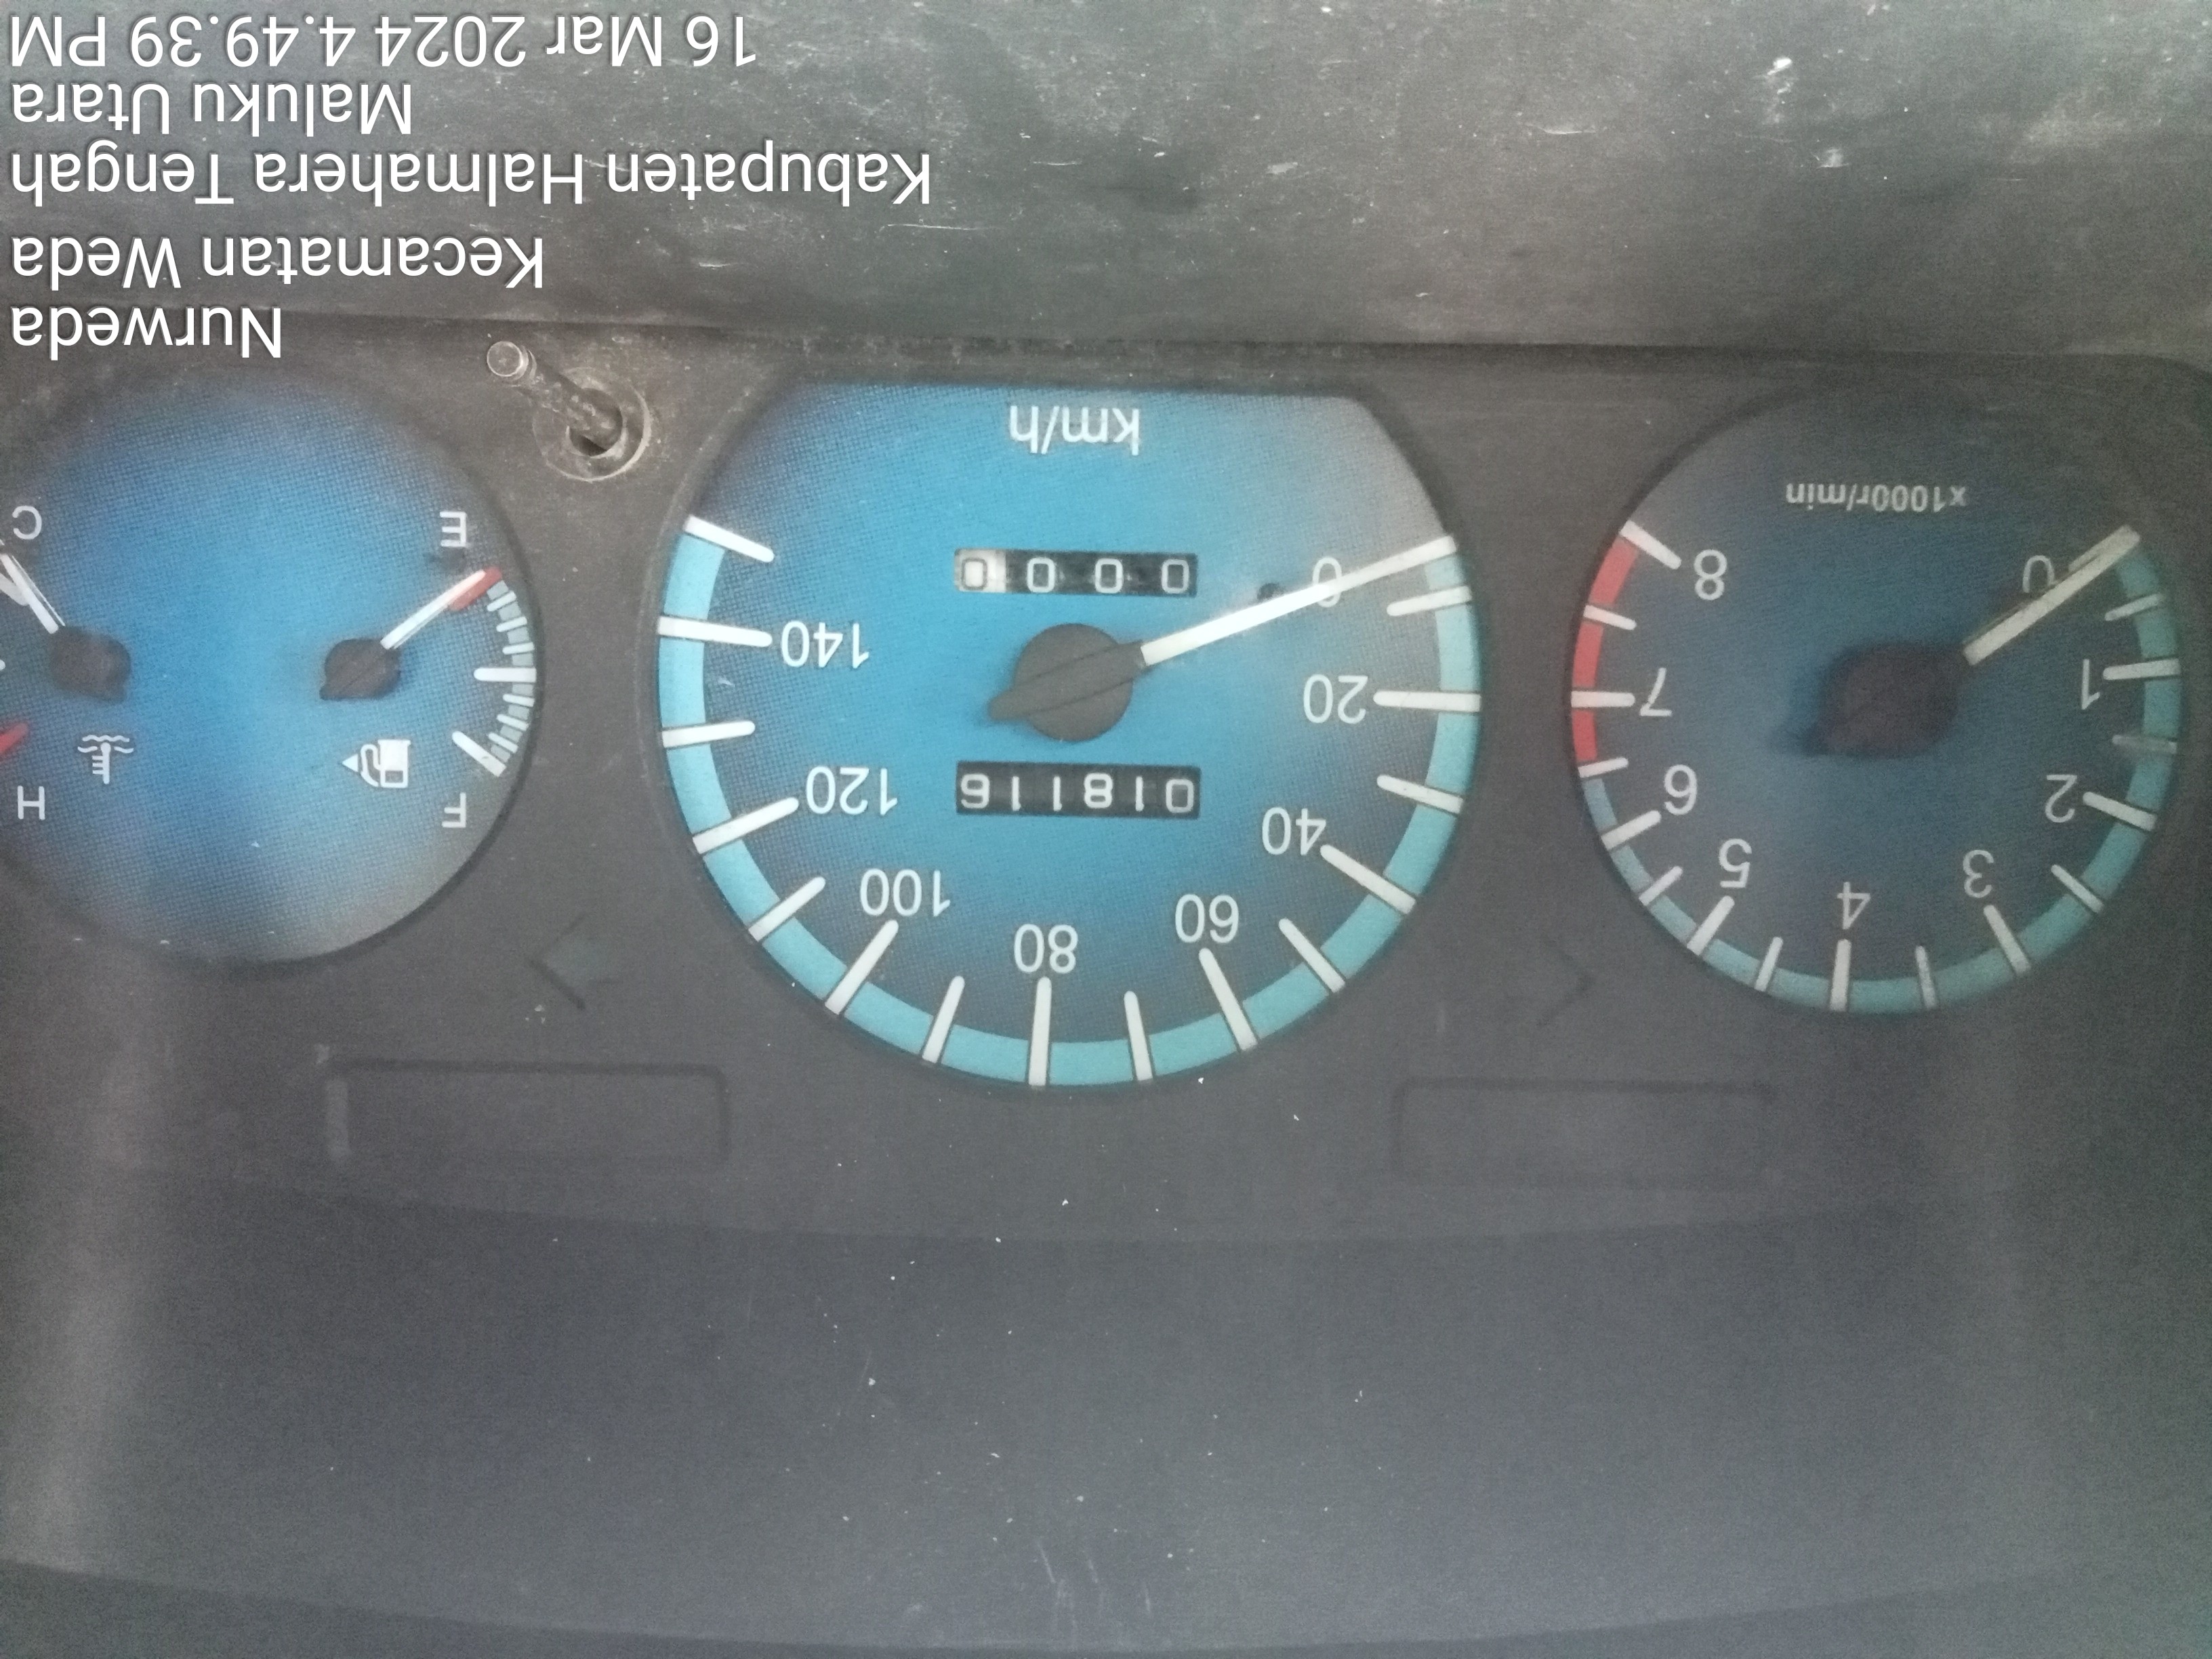 3
4
5
2
6
1
7
0
8
x1000r/min
60
80
100
40
120
20
140
0
018116
0000
km/h
F
H
E
C
Nurweda
Kecamatan Weda
Kabupaten Halmahera Tengah
Maluku Utara
16 Mar 2024 4.49.39 PM